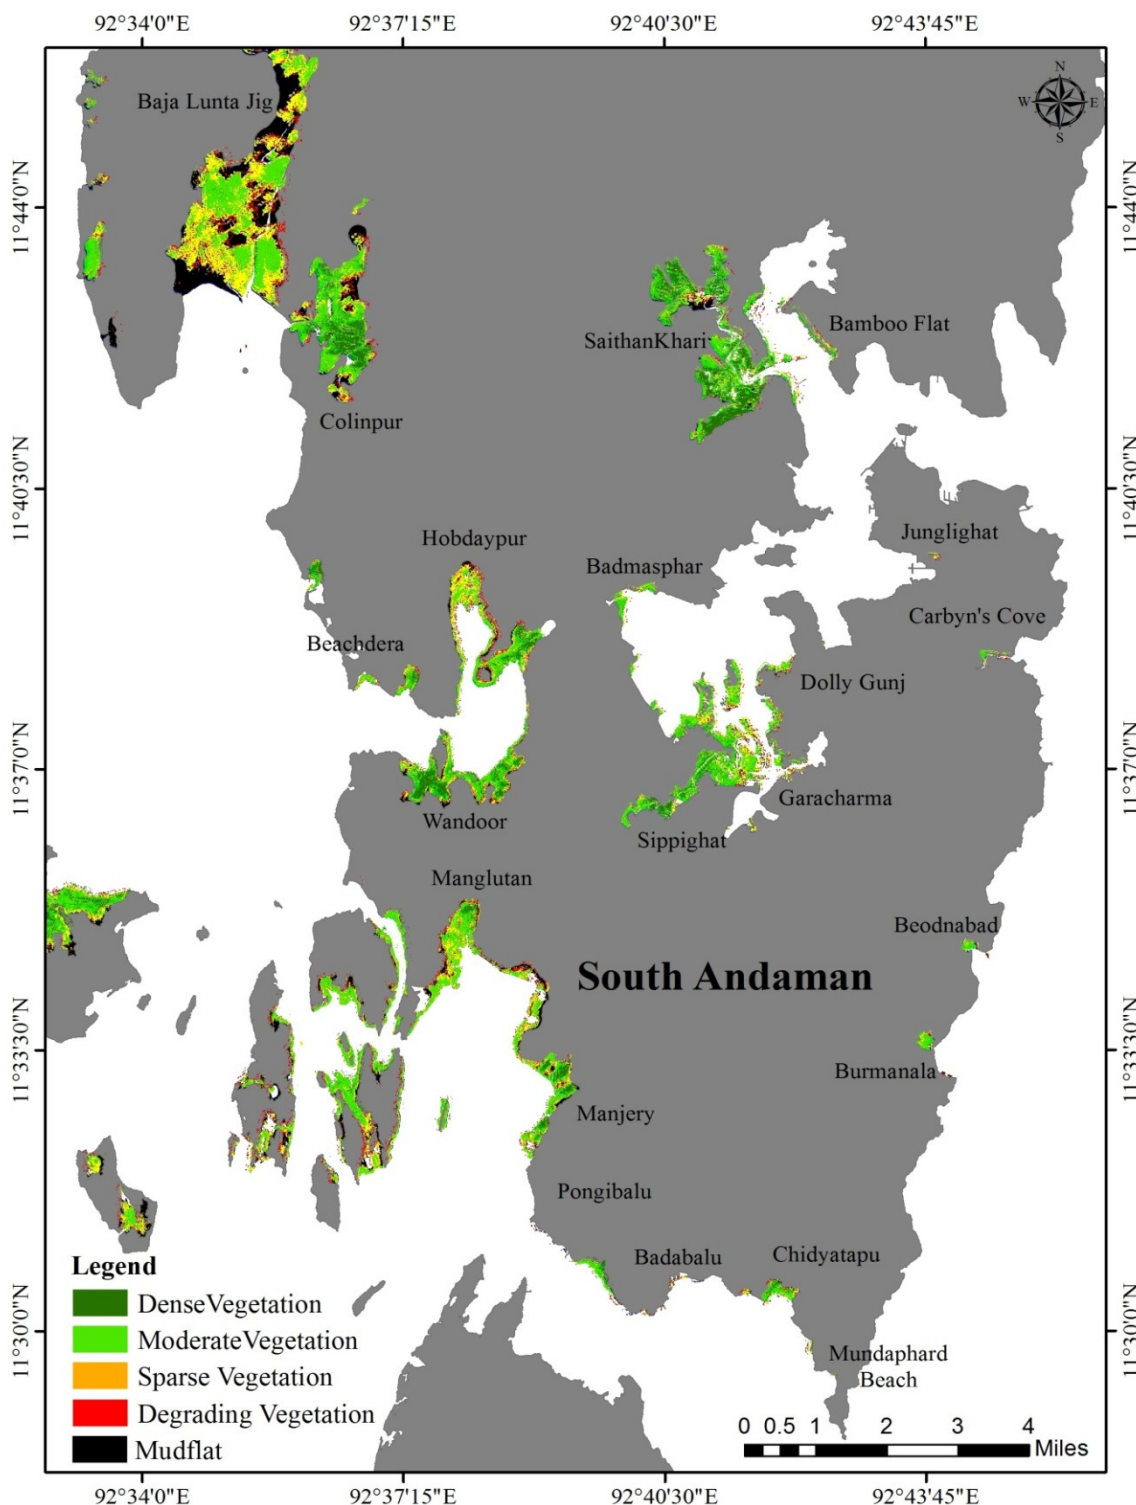 92°34'0"E 92°37'15"E 92°40'30"E 92°43'45"E
N
W E
S
Baja Lunta Jig
11°44'0"N 11°44'0"N
SaithanKhari
Bamboo Flat
Colinpur
11°40'30"N 11°40'30"N
Hobdaypur
Badmasphar
Junglighat
Carbyn's Cove
Beachdera
Dolly Gunj
11°37'0"N 11°37'0"N
Garacharma
Wandoor
Sippighat
Manglutan
Beodnabad
South Andaman
11°33'30"N 11°33'30"N
Burmanala
Manjery
Pongibalu
Badabalu
Chidyatapu
Legend
DenseVegetation
ModerateVegetation
Sparse Vegetation
Degrading Vegetation
Mudflat
11°30'0"N 11°30'0"N
Mundaphard
Beach
0 0.5 1 2 3 4
Miles
92°34'0"E 92°37'15"E 92°40'30"E 92°43'45"E